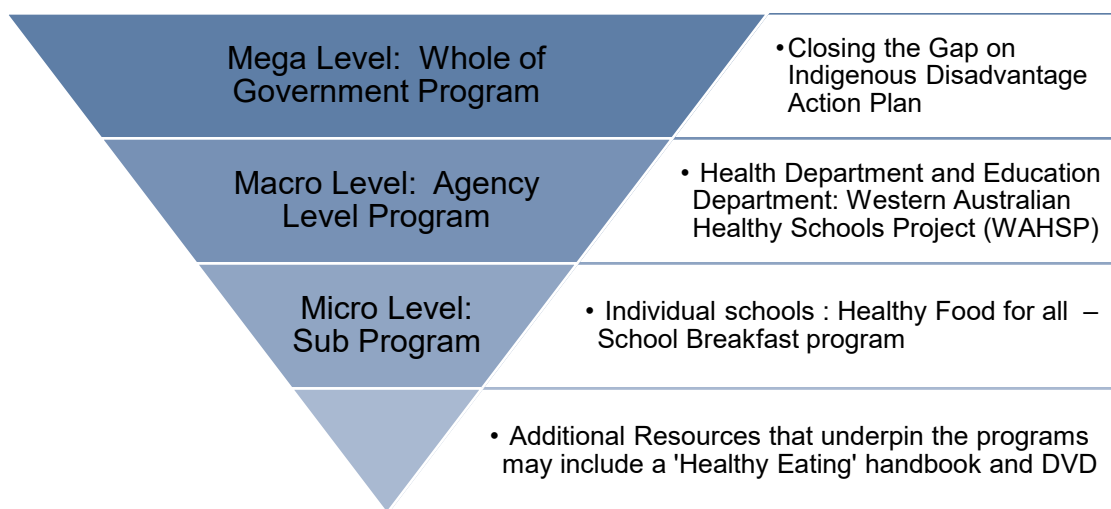 Mega Level:  Whole of
Government Program
•Closing the Gap on
Indigenous Disadvantage
Action Plan
Macro Level:  Agency
Level Program
• Health Department and Education
Department: Western Australian
Healthy Schools Project (WAHSP)
Micro Level:
Sub Program
• Individual schools : Healthy Food for all  –
School Breakfast program
• Additional Resources that underpin the programs
may include a 'Healthy Eating' handbook and DVD